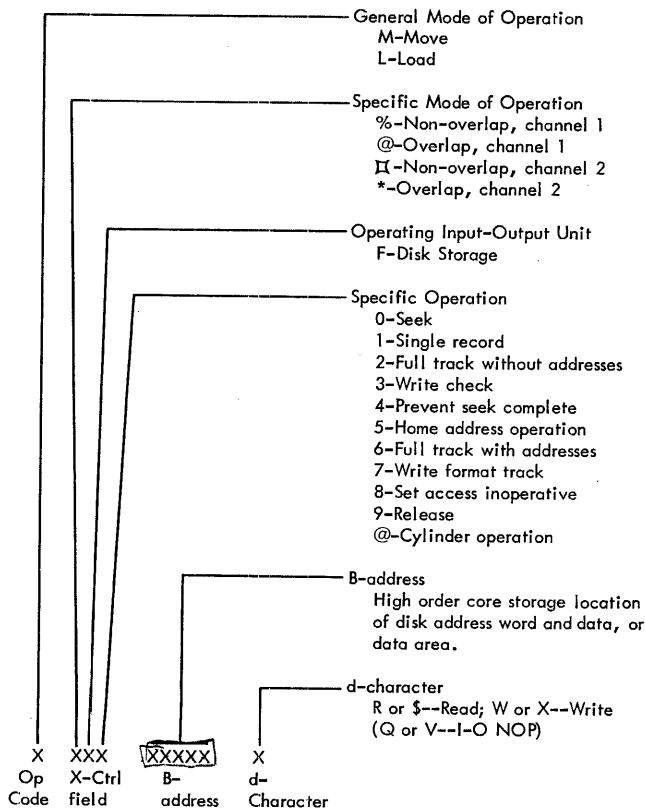 General Mode of Operation
M-Move
L-Load
Specific Mode of Operation
%-Non-overlap, channel 1
@-Overlap, channel 1
⌑-Non-overlap, channel 2
*-Overlap, channel 2
Operating Input-Output Unit
F-Disk Storage
Specific Operation
0-Seek
1-Single record
2-Full track without addresses
3-Write check
4-Prevent seek complete
5-Home address operation
6-Full track with addresses
7-Write format track
8-Set access inoperative
9-Release
@-Cylinder operation
B-address
High order core storage location
of disk address word and data, or
data area.
d-character
R or $--Read; W or X--Write
(Q or V--I-O NOP)
X XXX XXXXX X
Op X-Ctrl B- d-
Code field address Character